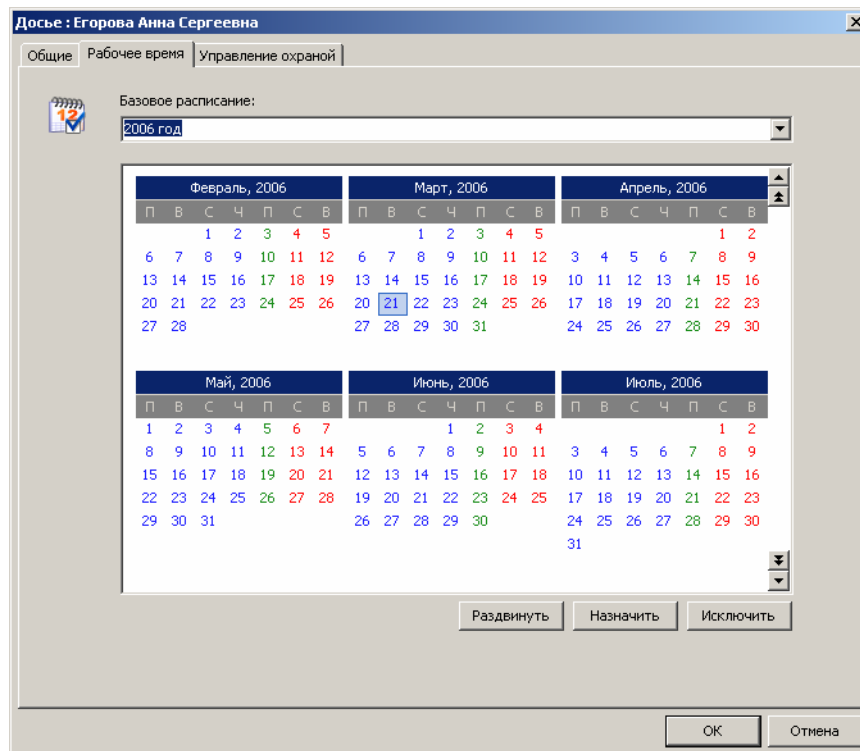 Досье : Егорова Анна Сергеевна
Общие Рабочее время Управление охраной
12
Базовое расписание:
2006 год
Февраль, 2006 Март, 2006 Апрель, 2006
П В С Ч П С В П В С Ч П С В П В С Ч П С В
1 2 3 4 5 1 2 3 4 5 1 2
6 7 8 9 10 11 12 6 7 8 9 10 11 12 3 4 5 6 7 8 9
13 14 15 16 17 18 19 13 14 15 16 17 18 19 10 11 12 13 14 15 16
20 21 22 23 24 25 26 20 21 22 23 24 25 26 17 18 19 20 21 22 23
27 28 27 28 29 30 31 24 25 26 27 28 29 30
Май, 2006 Июнь, 2006 Июль, 2006
П В С Ч П С В П В С Ч П С В П В С Ч П С В
1 2 3 4 5 6 7 1 2 3 4 1 2
8 9 10 11 12 13 14 5 6 7 8 9 10 11 3 4 5 6 7 8 9
15 16 17 18 19 20 21 12 13 14 15 16 17 18 10 11 12 13 14 15 16
22 23 24 25 26 27 28 19 20 21 22 23 24 25 17 18 19 20 21 22 23
29 30 31 26 27 28 29 30 24 25 26 27 28 29 30
31
Раздвинуть Назначить Исключить
ОК Отмена